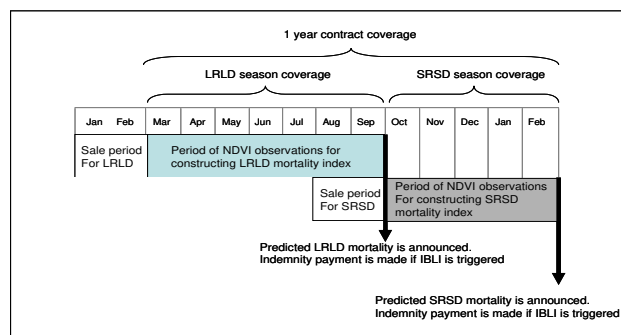 1 year contract coverage
LRLD season coverage
SRSD season coverage
Jan Feb Mar Apr May Jun Jul Aug Sep Oct Nov Dec Jan Feb
Sale period
For LRLD
Period of NDVI observations for
constructing LRLD mortality index
Sale period
For SRSD
Period of NDVI observations
For constructing SRSD
mortality index
Predicted LRLD mortality is announced.
Indemnity payment is made if IBLI is triggered
Predicted SRSD mortality is announced.
Indemnity payment is made if IBLI is triggered